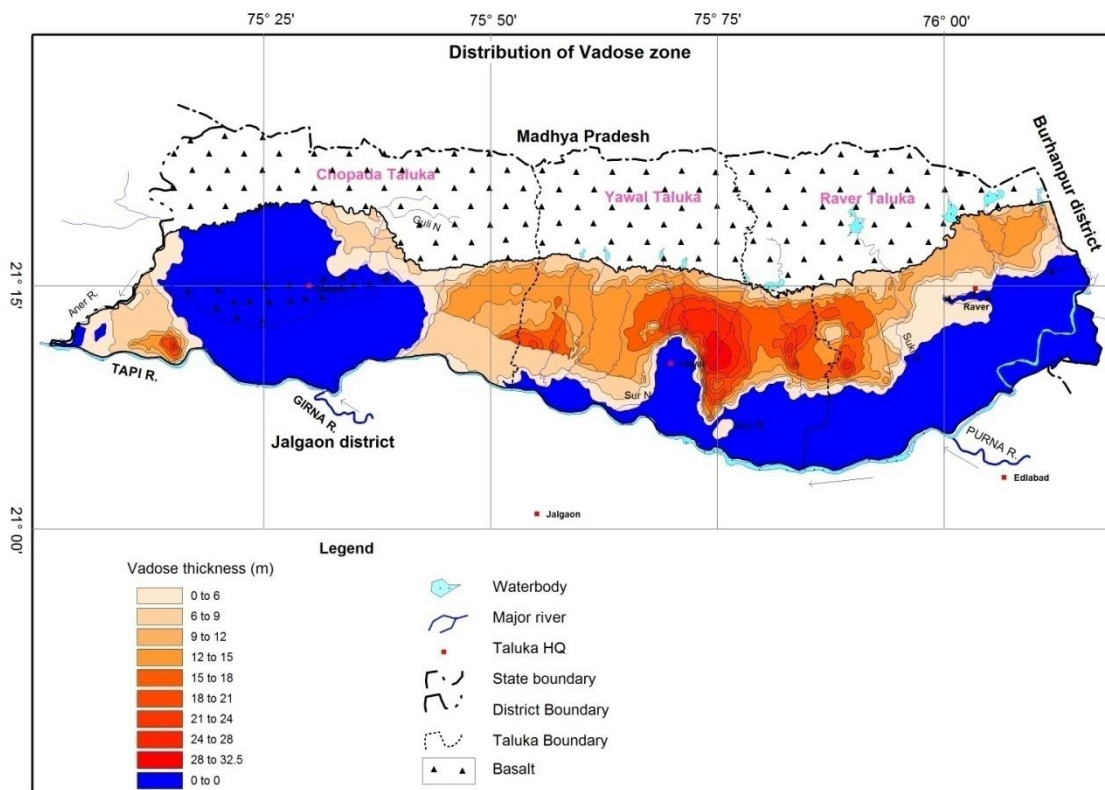 75° 25'
75° 50'
75° 75'
76° 00'
Distribution of Vadose zone
Madhya Pradesh
Burhanpur district
Chopada Taluka
Yawal Taluka
Raver Taluka
Guli N
21° 15'
Aner R.
Raver
Suki
TAPI R.
Sur N
GIRNA R.
Jalgaon district
PURNA R.
Edlabad
Jalgaon
21° 00'
Legend
Vadose thickness (m)
0 to 6
6 to 9
9 to 12
12 to 15
15 to 18
18 to 21
21 to 24
24 to 28
28 to 32.5
0 to 0
Waterbody
Major river
Taluka HQ
State boundary
District Boundary
Taluka Boundary
Basalt